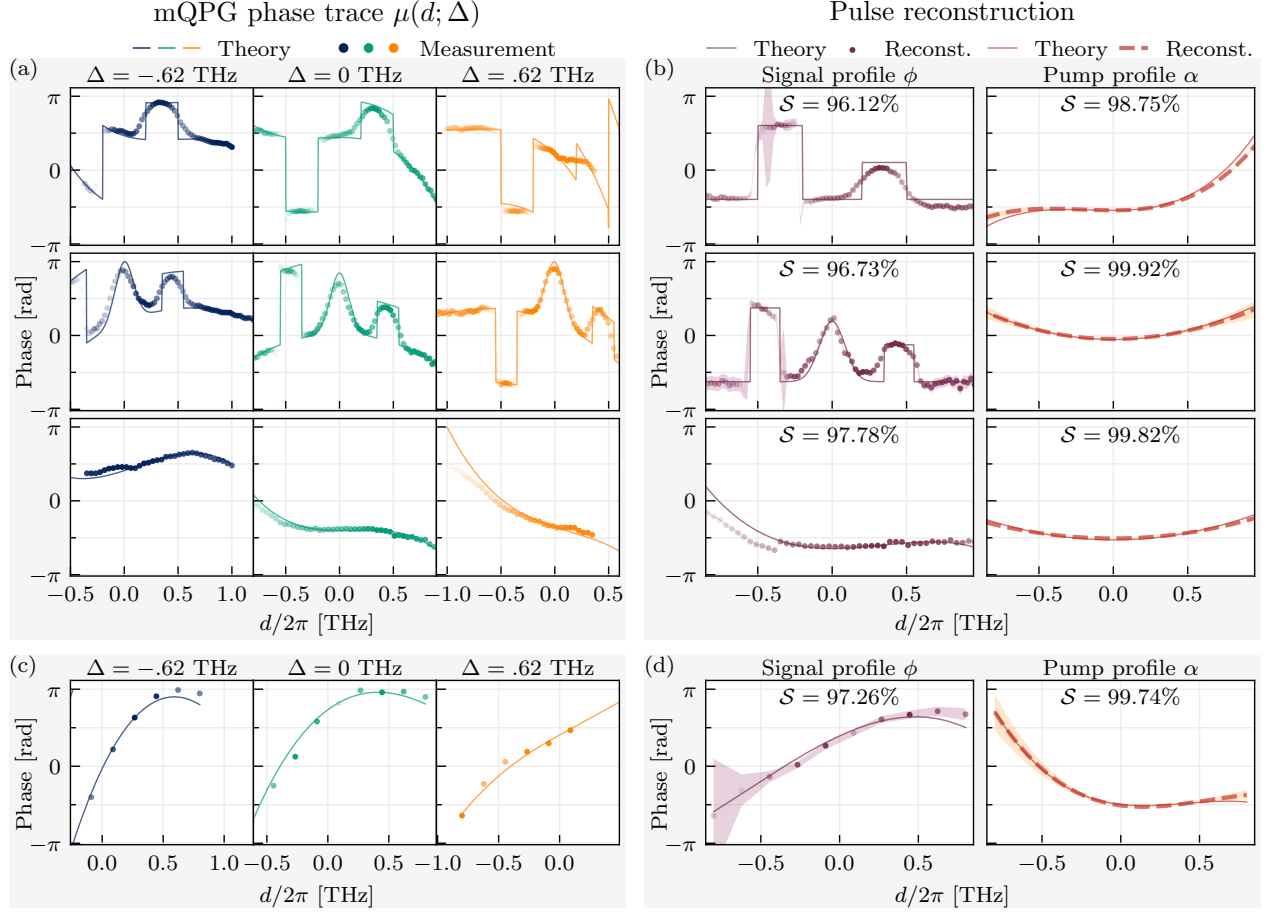 mQPG phase trace μ(d; Δ)
Pulse reconstruction
Theory Measurement
Theory Reconst. Theory Reconst.
(a)
Δ = −.62 THz Δ = 0 THz Δ = .62 THz
(b)
Signal profile ϕ Pump profile α
π
0
−π
S = 96.12% S = 98.75%
π
0
−π
Phase [rad]
π
0
−π
S = 96.73% S = 99.92%
π
0
−π
Phase [rad]
π
0
−π
S = 97.78% S = 99.82%
π
0
−π
−0.5 0.0 0.5 1.0 −0.5 0.0 0.5 −1.0 −0.5 0.0 0.5
d/2π [THz]
−0.5 0.0 0.5 −0.5 0.0 0.5
d/2π [THz]
(c)
Δ = −.62 THz Δ = 0 THz Δ = .62 THz
(d)
Signal profile ϕ Pump profile α
S = 97.26% S = 99.74%
π
0
−π
Phase [rad]
π
0
−π
Phase [rad]
0.0 0.5 1.0 0.0 0.5 −1.0 −0.5 0.0
d/2π [THz]
−0.5 0.0 0.5 −0.5 0.0 0.5
d/2π [THz]